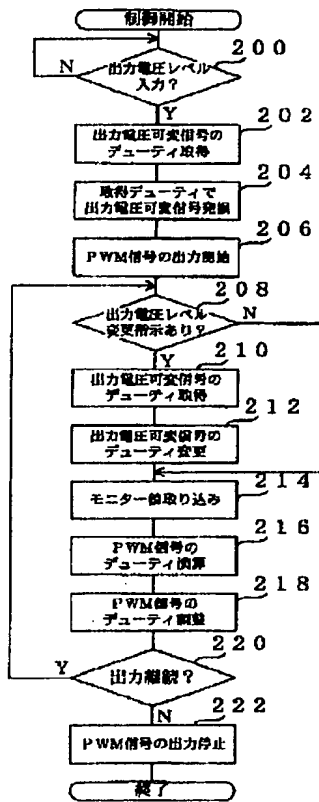 制御開始
200
出力電圧レベル
入力?
N
Y
202
出力電圧可変信号の
デューティ取得
204
取得デューティで
出力電圧可変信号発振
206
PWM信号の出力開始
208
出力電圧レベル
変更指示あり?
N
Y
210
出力電圧可変信号の
デューティ取得
212
出力電圧可変信号の
デューティ変更
214
モニター値取り込み
216
PWM信号の
デューティ演算
218
PWM信号の
デューティ調整
220
出力継続?
Y
N
222
PWM信号の出力停止
終了